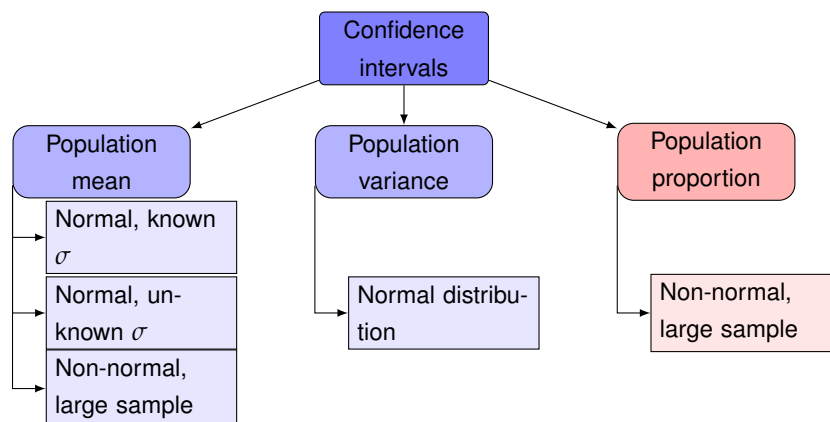 Confidence
intervals
Population
mean
Population
variance
Population
proportion
Normal, known
σ
Normal, un-
known σ
Non-normal,
large sample
Normal distribu-
tion
Non-normal,
large sample